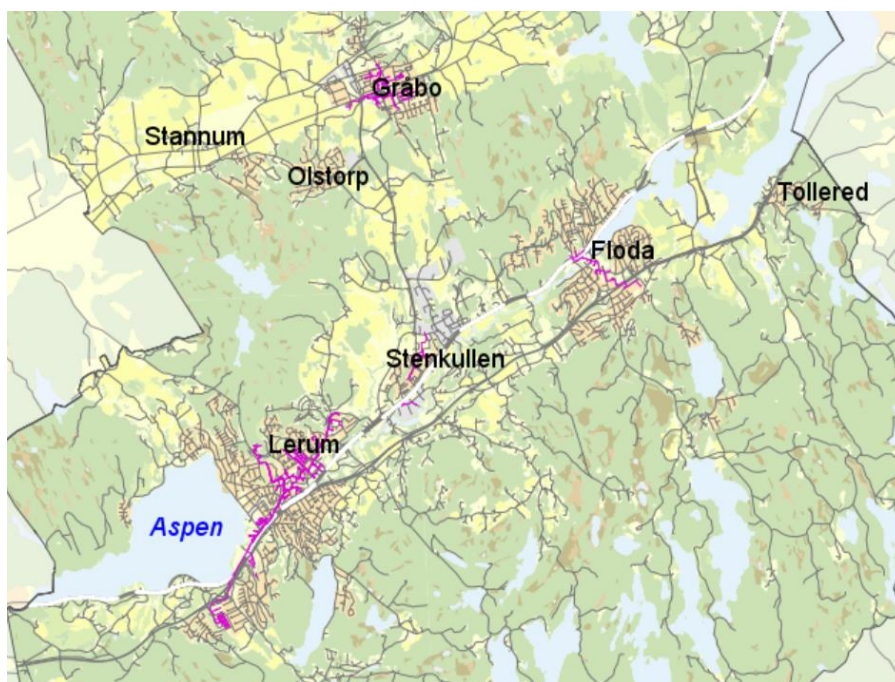 Gråbo
Stannum
Olstorp
Tollered
Floda
Stenkullen
Lerum
Aspen